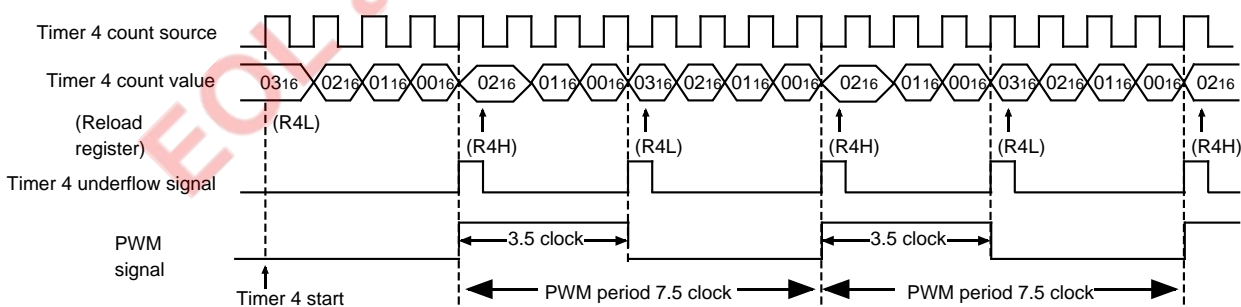 Timer 4 count source
Timer 4 count value 0316 0216 0116 0016 0216 0116 0016 0316 0216 0116 0016 0216 0116 0016 0316 0216 0116 0016 0216
(Reload register) (R4L) (R4H) (R4L) (R4H) (R4L) (R4H)
Timer 4 underflow signal
PWM signal 3.5 clock 3.5 clock
Timer 4 start PWM period 7.5 clock PWM period 7.5 clock
EOL